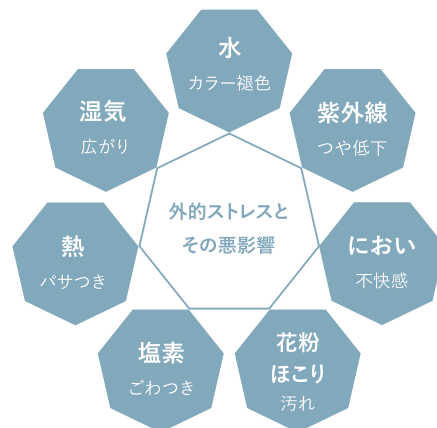 水
カラー褪色
紫外線
つや低下
におい
不快感
花粉
ほこり
汚れ
塩素
ごわつき
熱
パサつき
湿気
広がり
外的ストレスと
その悪影響